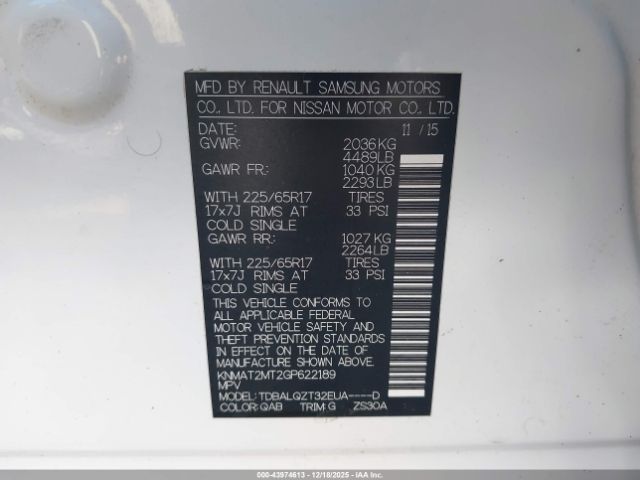 MFD BY RENAULT SAMSUNG MOTORS
CO., LTD. FOR NISSAN MOTOR CO., LTD.
DATE: 11 / 15
GVWR: 2036 KG
4489 LB
GAWR FR: 1040 KG
2293 LB
WITH 225/65R17 TIRES
17x7J RIMS AT 33 PSI
COLD SINGLE
GAWR RR: 1027 KG
2264 LB
WITH 225/65R17 TIRES
17x7J RIMS AT 33 PSI
COLD SINGLE
THIS VEHICLE CONFORMS TO
ALL APPLICABLE FEDERAL
MOTOR VEHICLE SAFETY AND
THEFT PREVENTION STANDARDS
IN EFFECT ON THE DATE OF
MANUFACTURE SHOWN ABOVE.
KNMAT2MT2GP622189
MPV
MODEL: TDBALQZT32EUA----D
COLOR: QAB TRIM: G ZS30A
000-43974613 - 12/18/2025 - COPYRIGHT © IAA, LLC